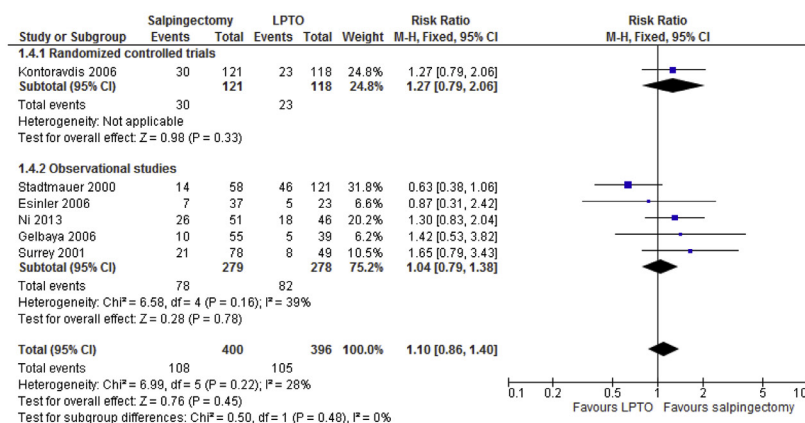 Salpingectomy LPTO Risk Ratio Risk Ratio
Study or Subgroup Events Total Events Total Weight M-H, Fixed, 95% CI M-H, Fixed, 95% CI
1.4.1 Randomized controlled trials
Kontoravdis 2006 30 121 23 118 24.8% 1.27 [0.79, 2.06]
Subtotal (95% CI) 121 118 24.8% 1.27 [0.79, 2.06]
Total events 30 23
Heterogeneity: Not applicable
Test for overall effect: Z = 0.98 (P = 0.33)
1.4.2 Observational studies
Stadtmauer 2000 14 58 46 121 31.8% 0.63 [0.38, 1.06]
Esinler 2006 7 37 5 23 6.6% 0.87 [0.31, 2.42]
Ni 2013 26 51 18 46 20.2% 1.30 [0.83, 2.04]
Gelbaya 2006 10 55 5 39 6.1% 1.42 [0.53, 3.82]
Surrey 2001 21 78 8 49 10.5% 1.65 [0.79, 3.43]
Subtotal (95% CI) 279 278 75.2% 1.04 [0.79, 1.38]
Total events 78 82
Heterogeneity: Chi² = 6.58, df = 4 (P = 0.16); I² = 39%
Test for overall effect: Z = 0.28 (P = 0.78)
Total (95% CI) 400 396 100.0% 1.10 [0.86, 1.40]
Total events 108 105
Heterogeneity: Chi² = 6.99, df = 5 (P = 0.22); I² = 28%
Test for overall effect: Z = 0.76 (P = 0.45)
Test for subgroup differences: Chi² = 0.50, df = 1 (P = 0.48), I² = 0%
0.1 0.2 0.5 1 2 5 10
Favours LPTO Favours salpingectomy